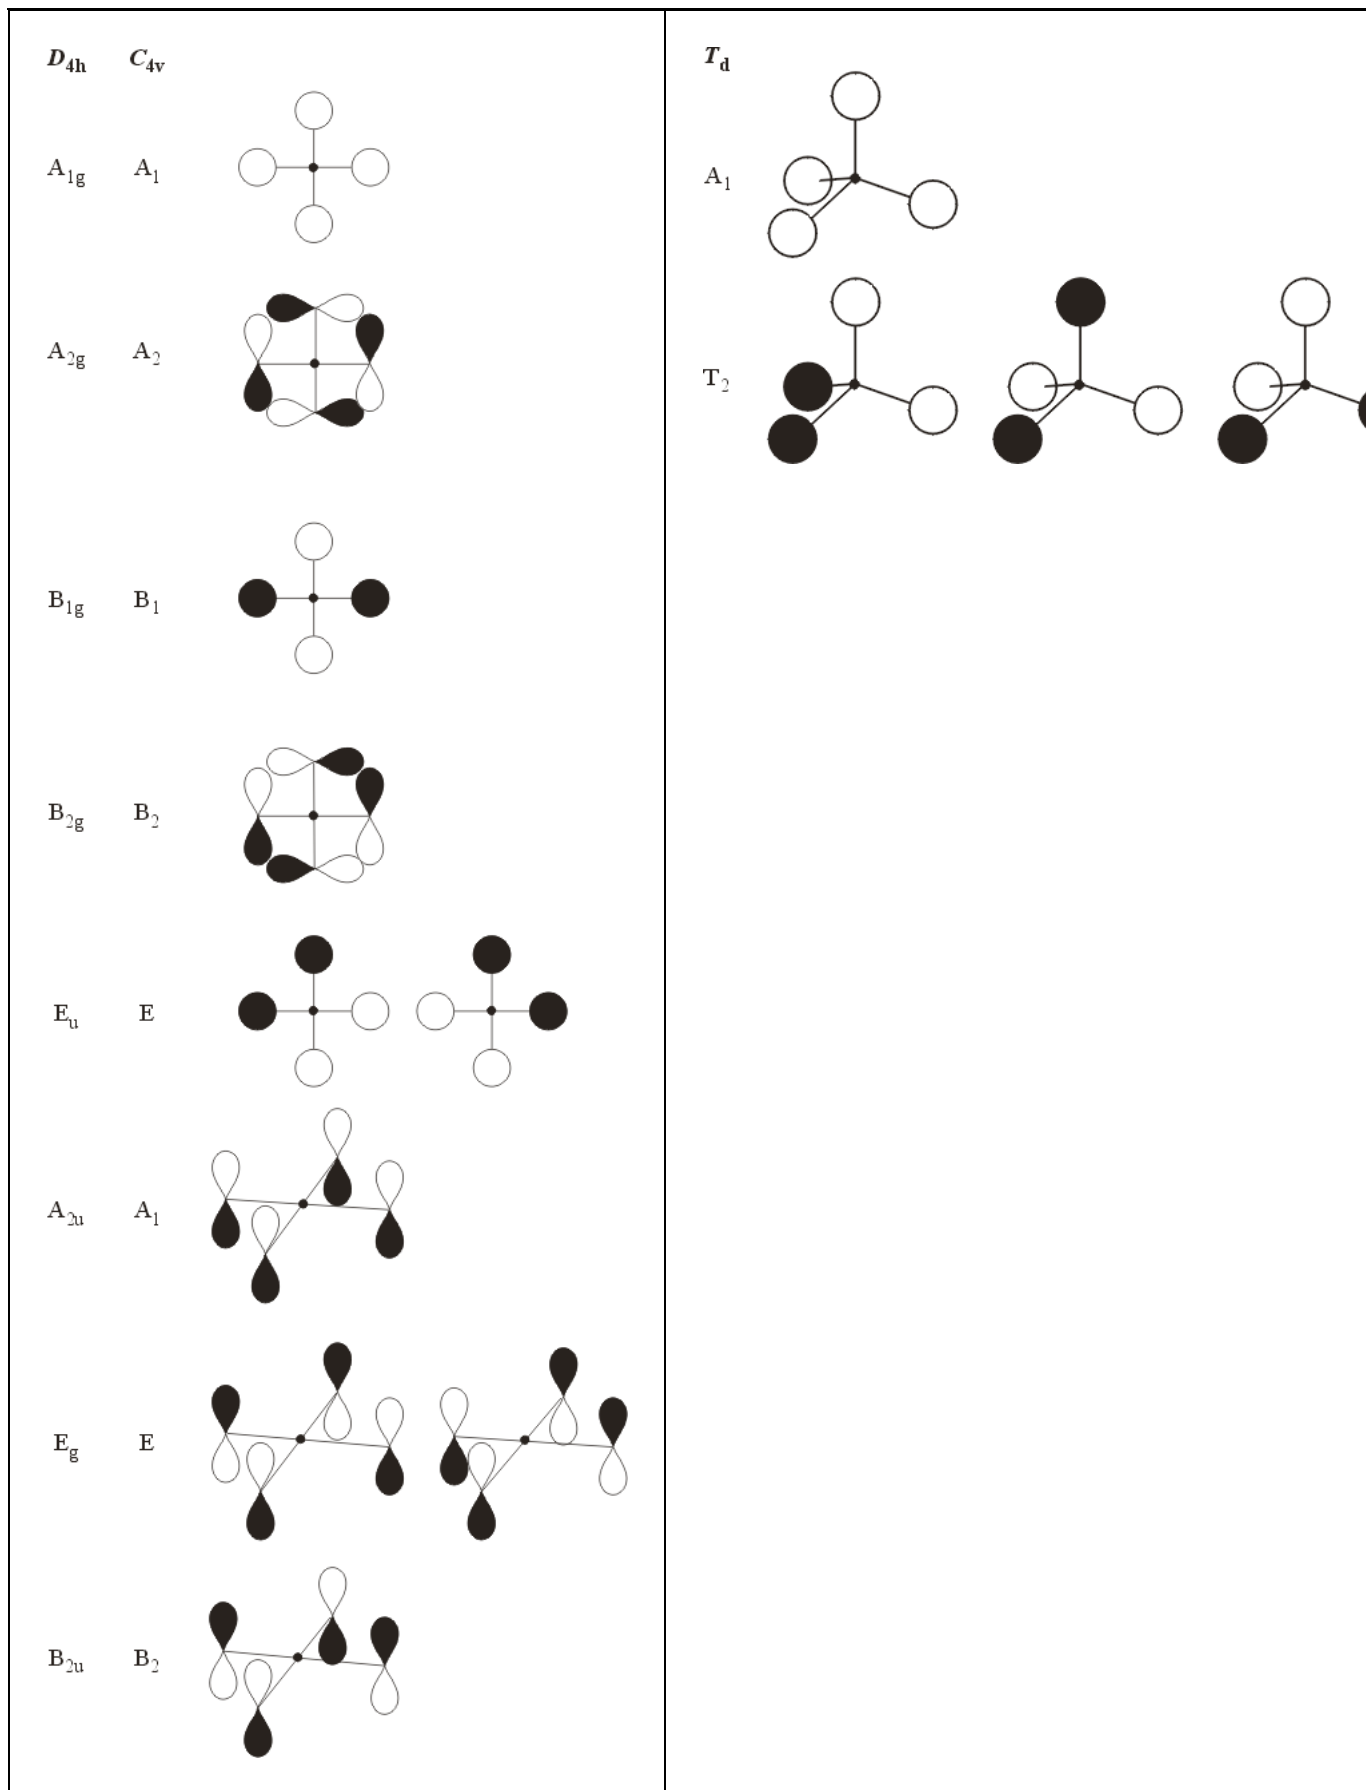 D4h C4v
A1g A1
A2g A2
B1g B1
B2g B2
Eu E
A2u A1
Eg E
B2u B2
Td
A1
T2